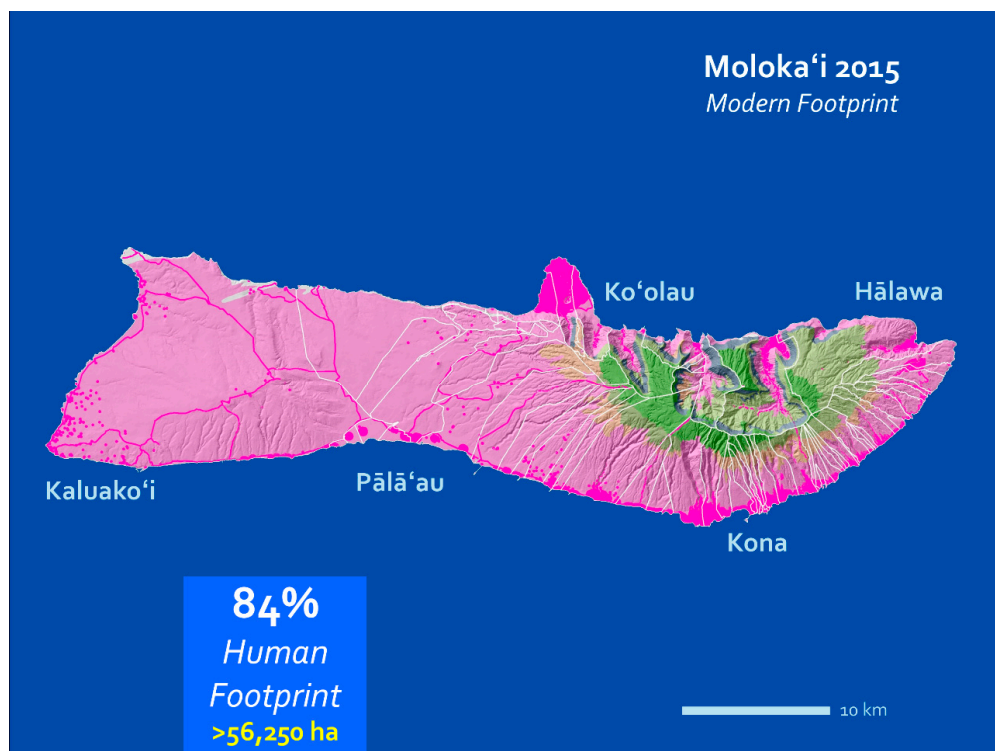 Molokaʻi 2015
Modern Footprint
Koʻolau
Hālawa
Kaluakoʻi
Pālāʻau
Kona
84%
Human
Footprint
>56,250 ha
10 km